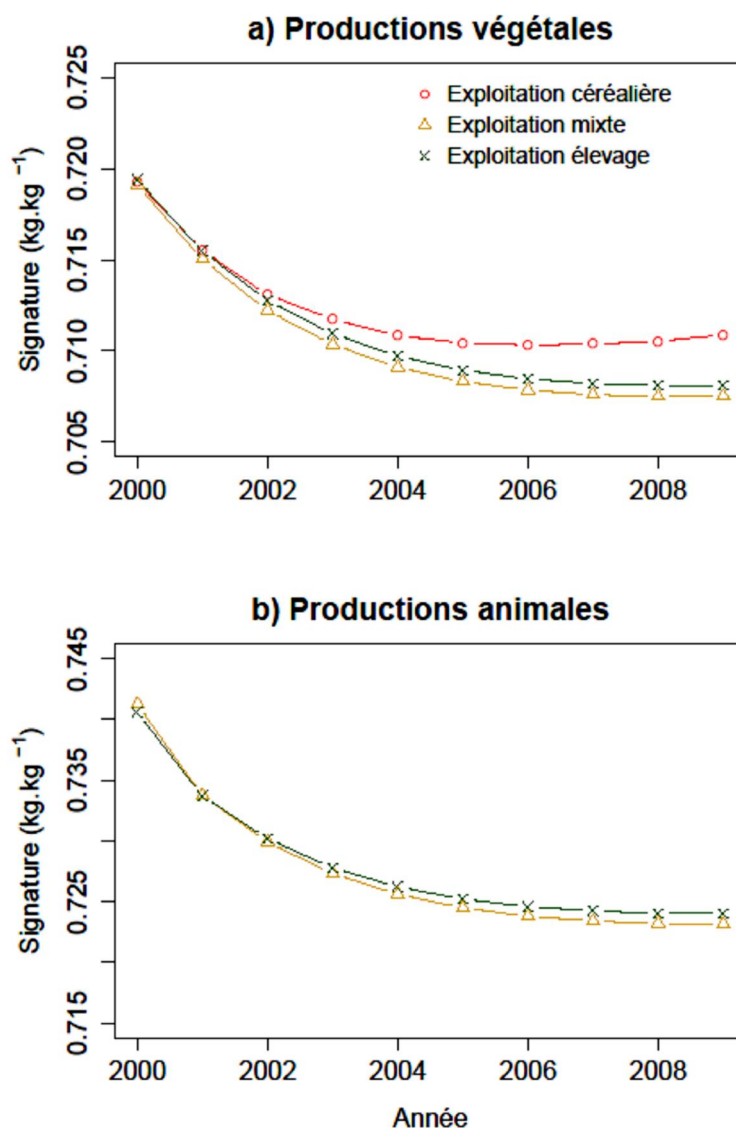 a) Productions végétales
Signature (kg.kg⁻¹)
0.725
0.720
0.715
0.710
0.705
Exploitation céréalière
Exploitation mixte
Exploitation élevage
2000 2002 2004 2006 2008
b) Productions animales
Signature (kg.kg⁻¹)
0.745
0.735
0.725
0.715
2000 2002 2004 2006 2008
Année